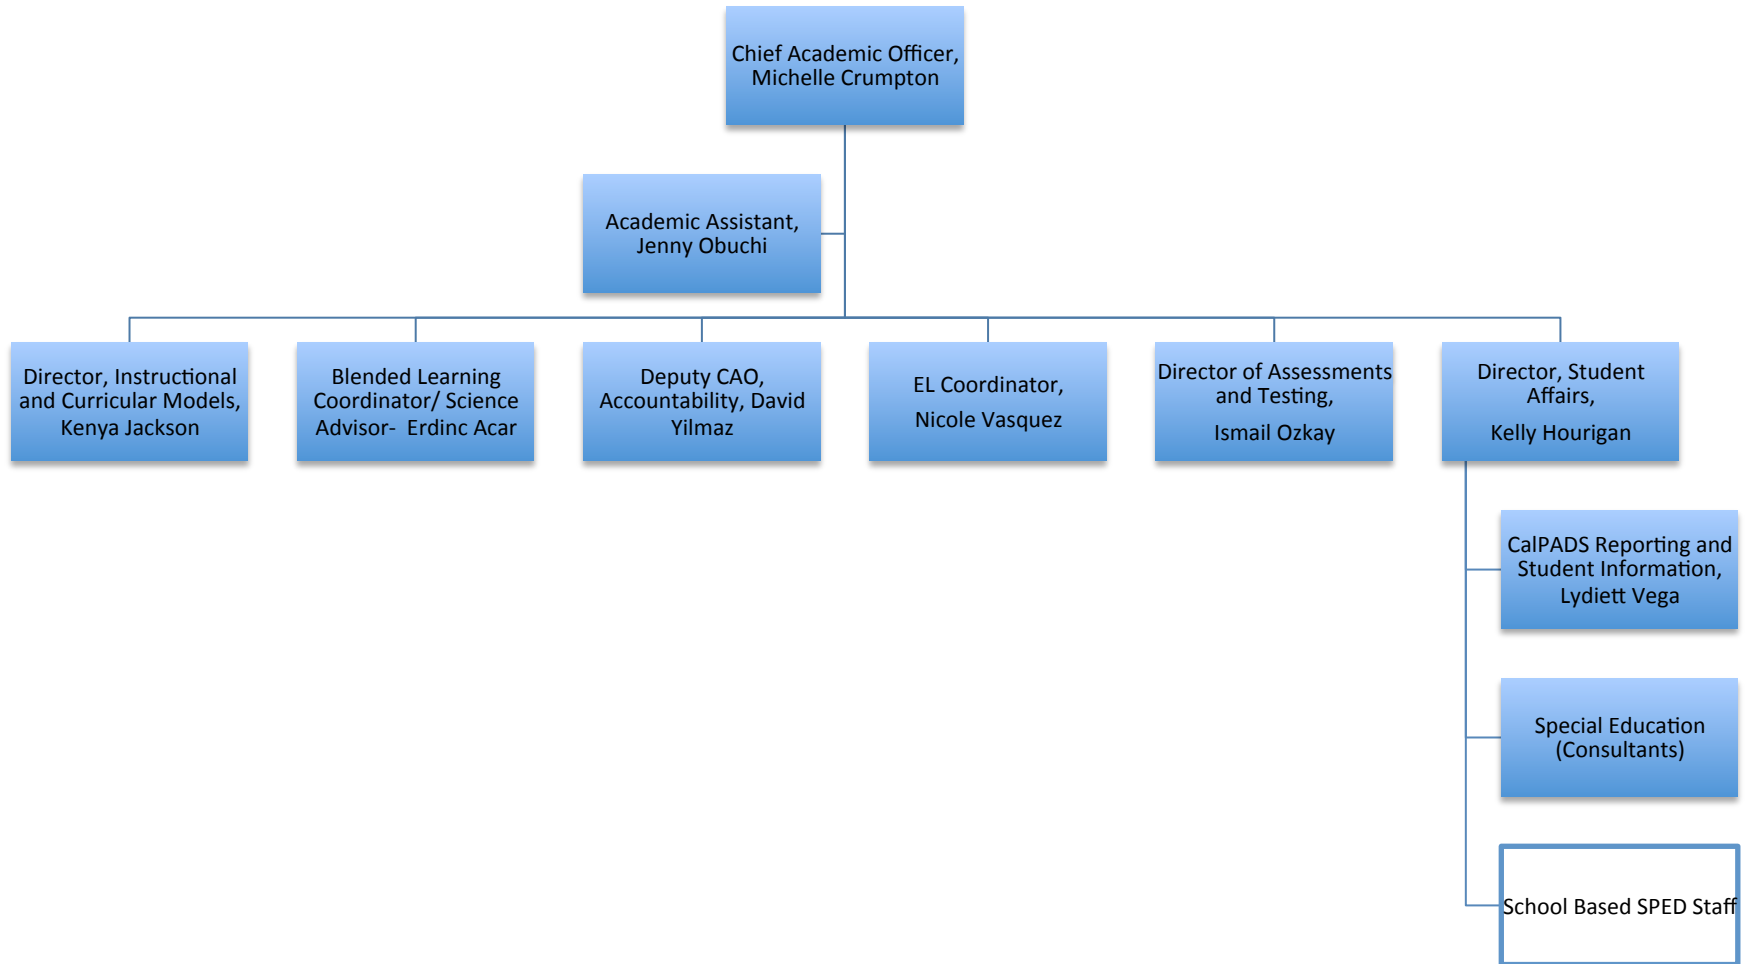 Chief Academic Officer,
Michelle Crumpton
Academic Assistant,
Jenny Obuchi
Director, Instructional
and Curricular Models,
Kenya Jackson
Blended Learning
Coordinator/ Science
Advisor- Erdinc Acar
Deputy CAO,
Accountability, David
Yilmaz
EL Coordinator,
Nicole Vasquez
Director of Assessments
and Testing,
Ismail Ozkay
Director, Student
Affairs,
Kelly Hourigan
CalPADS Reporting and
Student Information,
Lydiett Vega
Special Education
(Consultants)
School Based SPED Staff